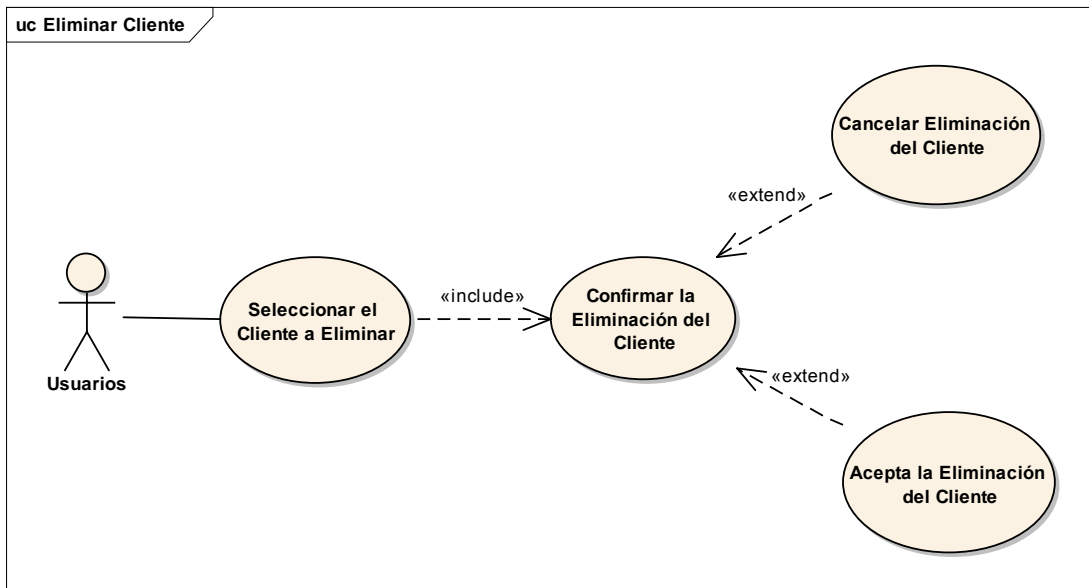 uc Eliminar Cliente
Cancelar Eliminación
del Cliente
«extend»
Usuarios
Seleccionar el
Cliente a Eliminar
«include»
Confirmar la
Eliminación del
Cliente
«extend»
Acepta la Eliminación
del Cliente